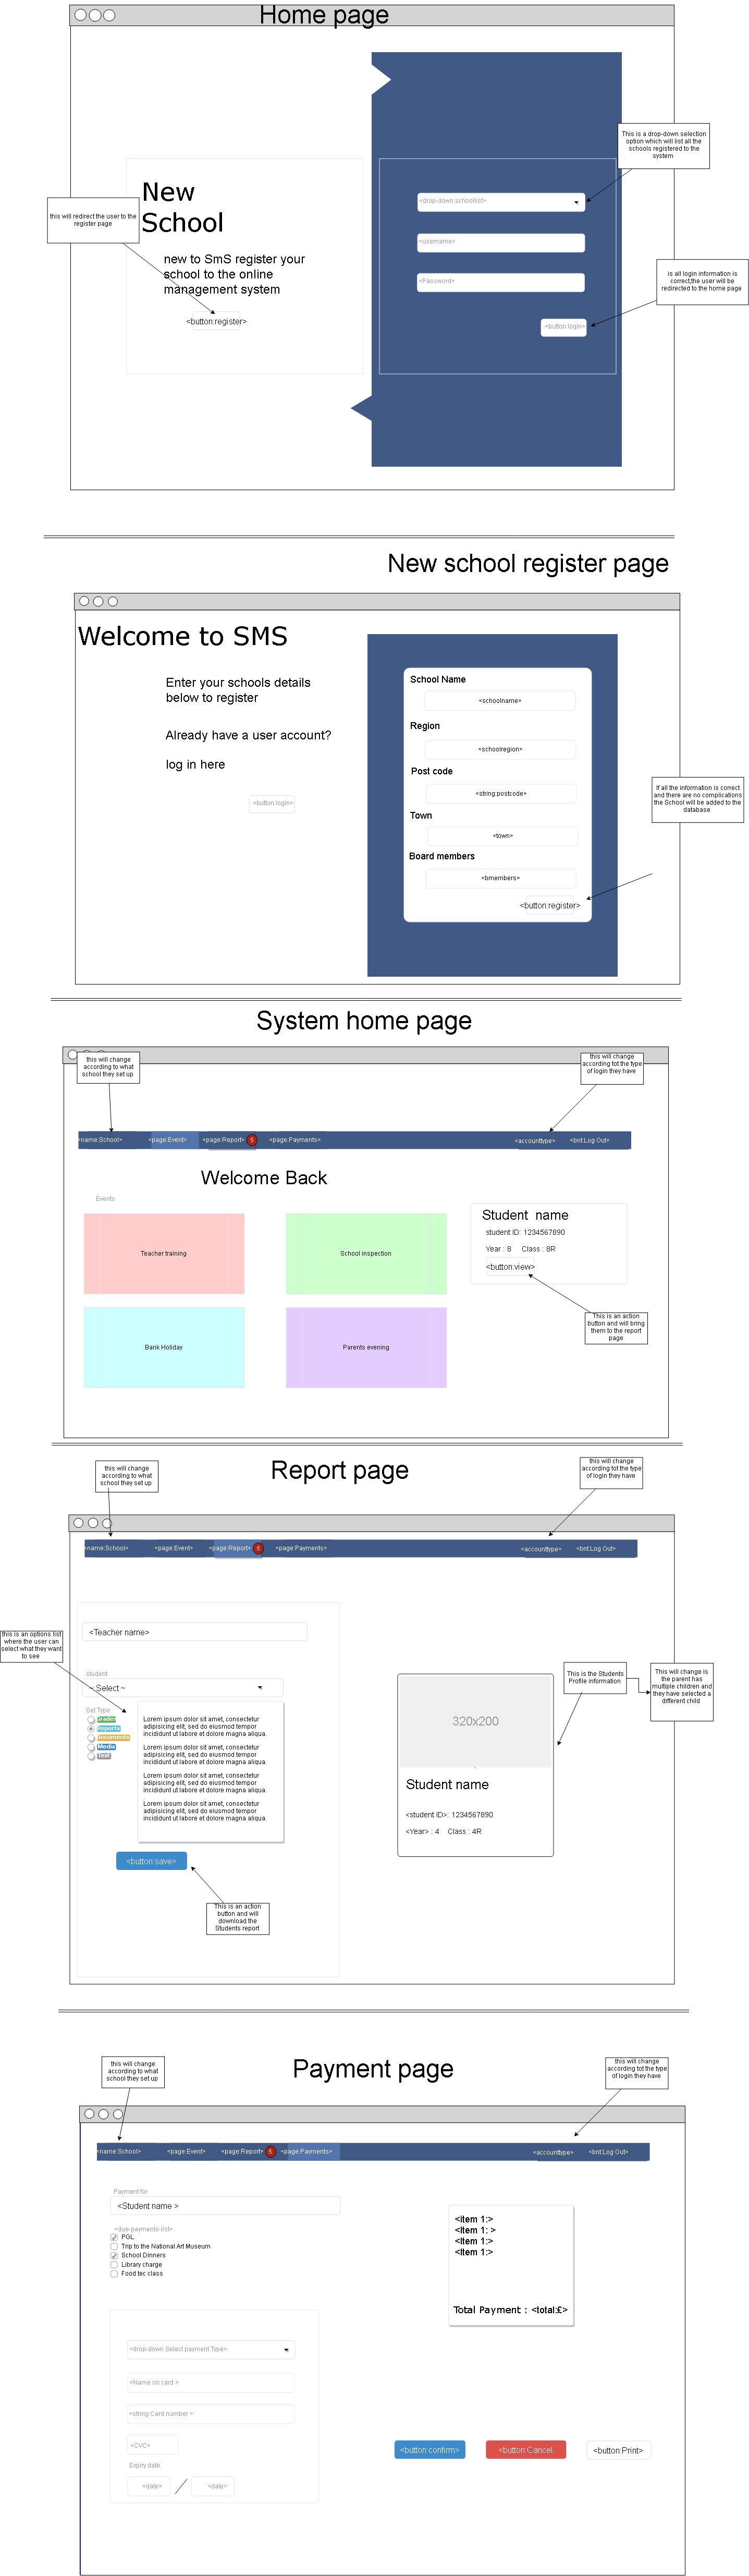 Home page
This is a drop-down selection
option which will list all the
schools registered to the
system
New
School
<drop-down:schoollist>
this will redirect the user to the
register page
<username>
new to SmS register your
school to the online
management system
<Password>
is all login information is
correct,the user will be
redirected to the home page
<button:register>
<button:login>
New school register page
Welcome to SMS
Enter your schools details
below to register
Already have a user account?
log in here
<button:login>
School Name
<schoolname>
Region
<schoolregion>
Post code
<string:postcode>
Town
<town>
Board members
<bmembers>
<button:register>
If all the information is correct
and there are no complications
the School will be added to the
database
System home page
this will change
according to what
school they set up
this will change
according tot the type
of login they have
<name:School>
<page:Event>
<page:Report>
5
<page:Payments>
<accounttype>
<bnt:Log Out>
Welcome Back
Events
Teacher training
School inspection
Bank Holiday
Parents evening
Student name
student ID: 1234567890
Year : 8 Class : 8R
<button:view>
This is an action
button and will bring
them to the report
page
Report page
this will change
according to what
school they set up
this will change
according tot the type
of login they have
<name:School>
<page:Event>
<page:Report>
5
<page:Payments>
<accounttype>
<bnt:Log Out>
this is an options list
where the user can
select what they want
to see
<Teacher name>
student
~ Select ~
Set Type
Grades
Reports
Documents
Media
Text
Lorem ipsum dolor sit amet, consectetur
adipisicing elit, sed do eiusmod tempor
incididunt ut labore et dolore magna aliqua.
Lorem ipsum dolor sit amet, consectetur
adipisicing elit, sed do eiusmod tempor
incididunt ut labore et dolore magna aliqua.
Lorem ipsum dolor sit amet, consectetur
adipisicing elit, sed do eiusmod tempor
incididunt ut labore et dolore magna aliqua.
Lorem ipsum dolor sit amet, consectetur
adipisicing elit, sed do eiusmod tempor
incididunt ut labore et dolore magna aliqua.
<button:save>
This is an action
button and will
download the
Students report
320x200
Student name
<student ID>: 1234567890
<Year> : 4 Class : 4R
This is the Students
Profile information
This will change is
the parent has
multiple children and
they have selected a
different child
Payment page
this will change
according to what
school they set up
this will change
according tot the type
of login they have
<name:School>
<page:Event>
<page:Report>
5
<page:Payments>
<accounttype>
<bnt:Log Out>
Payment for
<Student name >
<due-payments-list>
PGL
Trip to the National Art Museum
School Dinners
Library charge
Food tec class
<item 1:>
<Item 1: >
<Item 1:>
<Item 1:>
Total Payment : <total:£>
<drop-down Select payment Type>
<Name on card >
<string:Card number >
<CVC>
Expiry date
<date>
<date>
<button:confirm>
<button:Cancel
<button:Print>